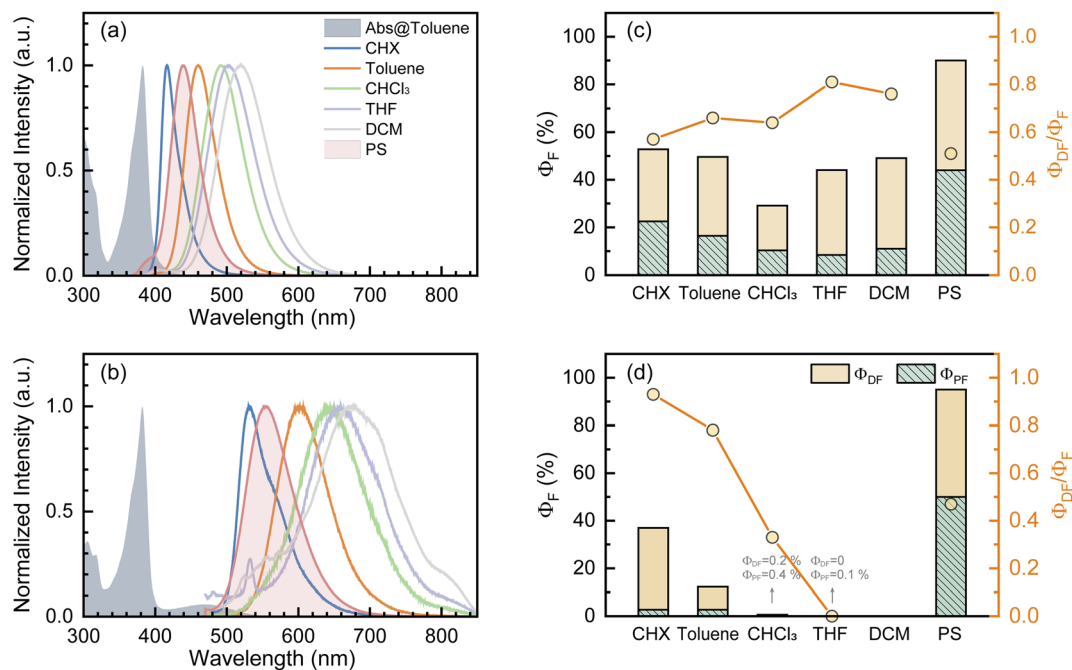 (a)
Abs@Toluene
CHX
Toluene
CHCl₃
THF
DCM
PS
Normalized Intensity (a.u.)
1.0
0.5
0.0
300 400 500 600 700 800
Wavelength (nm)
(c)
Φ_F (%)
100
80
60
40
20
0
CHX Toluene CHCl₃ THF DCM PS
1.0
0.8
0.6
0.4
0.2
0.0
Φ_DF/Φ_F
(b)
Normalized Intensity (a.u.)
1.0
0.5
0.0
300 400 500 600 700 800
Wavelength (nm)
(d)
Φ_DF Φ_PF
Φ_F (%)
100
80
60
40
20
0
Φ_DF=0.2 % Φ_DF=0
Φ_PF=0.4 % Φ_PF=0.1 %
CHX Toluene CHCl₃ THF DCM PS
1.0
0.8
0.6
0.4
0.2
0.0
Φ_DF/Φ_F